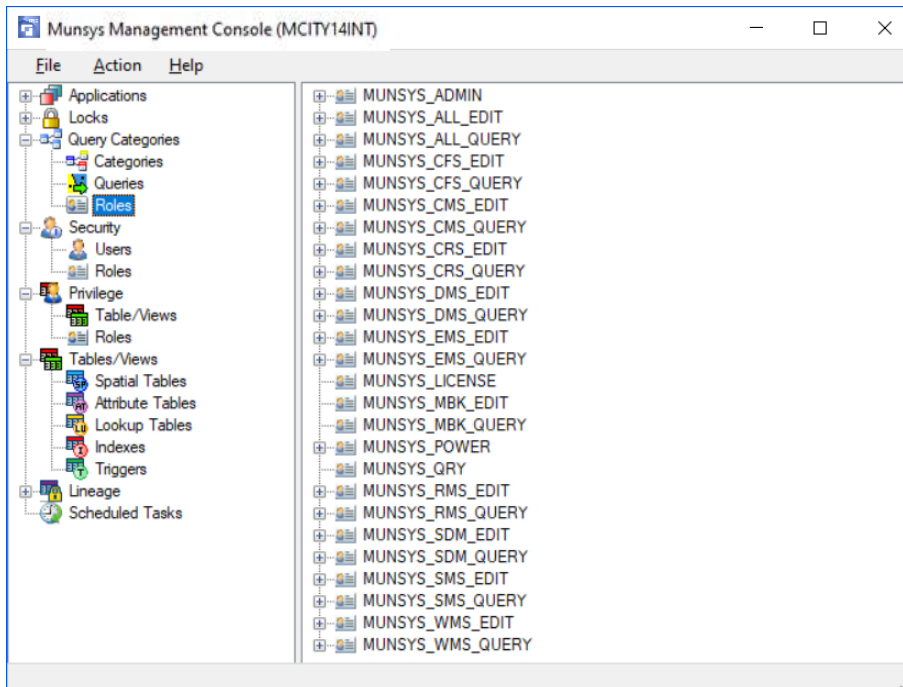 Munsys Management Console (MCITY14INT)
File Action Help
Applications
Locks
Query Categories
Categories
Queries
Roles
Security
Users
Roles
Privilege
Table/Views
Roles
Tables/Views
Spatial Tables
Attribute Tables
Lookup Tables
Indexes
Triggers
Lineage
Scheduled Tasks
MUNSYS_ADMIN
MUNSYS_ALL_EDIT
MUNSYS_ALL_QUERY
MUNSYS_CFS_EDIT
MUNSYS_CFS_QUERY
MUNSYS_CMS_EDIT
MUNSYS_CMS_QUERY
MUNSYS_CRS_EDIT
MUNSYS_CRS_QUERY
MUNSYS_DMS_EDIT
MUNSYS_DMS_QUERY
MUNSYS_EMS_EDIT
MUNSYS_EMS_QUERY
MUNSYS_LICENSE
MUNSYS_MBK_EDIT
MUNSYS_MBK_QUERY
MUNSYS_POWER
MUNSYS_QRY
MUNSYS_RMS_EDIT
MUNSYS_RMS_QUERY
MUNSYS_SDM_EDIT
MUNSYS_SDM_QUERY
MUNSYS_SMS_EDIT
MUNSYS_SMS_QUERY
MUNSYS_WMS_EDIT
MUNSYS_WMS_QUERY